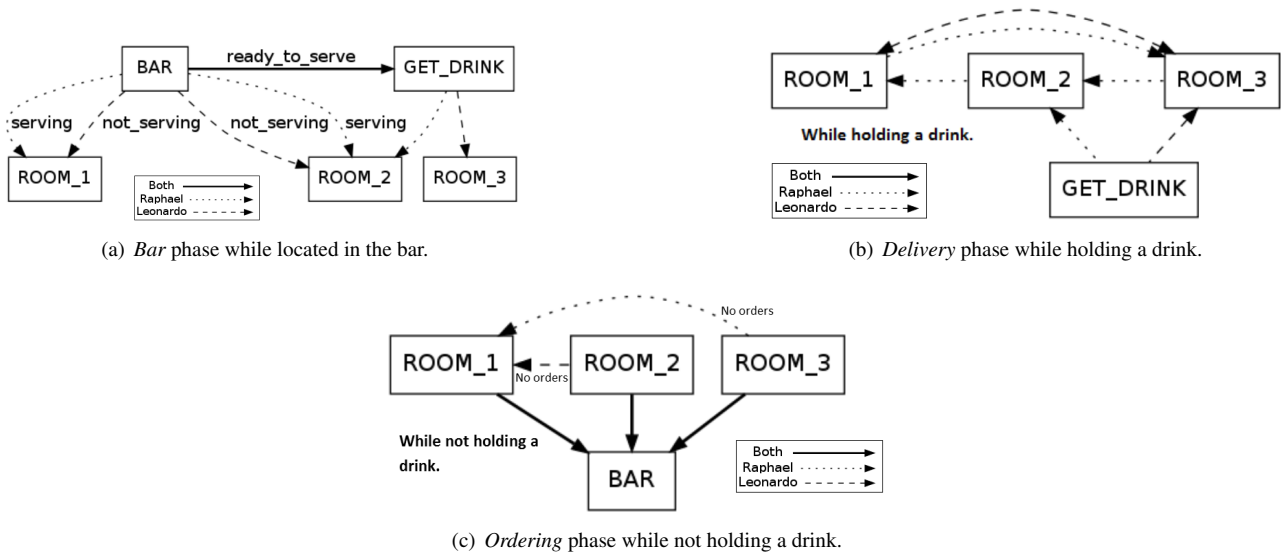 BAR
ready_to_serve
GET_DRINK
serving
not_serving
not_serving
serving
ROOM_1
ROOM_2
ROOM_3
Both
Raphael
Leonardo
(a) Bar phase while located in the bar.
ROOM_1
ROOM_2
ROOM_3
While holding a drink.
GET_DRINK
Both
Raphael
Leonardo
(b) Delivery phase while holding a drink.
No orders
ROOM_1
ROOM_2
ROOM_3
No orders
While not holding a
drink.
BAR
Both
Raphael
Leonardo
(c) Ordering phase while not holding a drink.